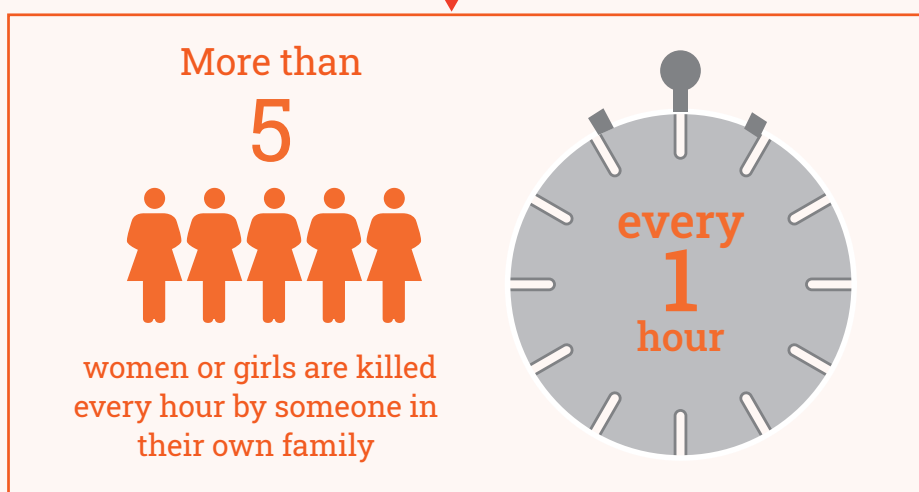 More than
5
women or girls are killed
every hour by someone in
their own family
every
1
hour